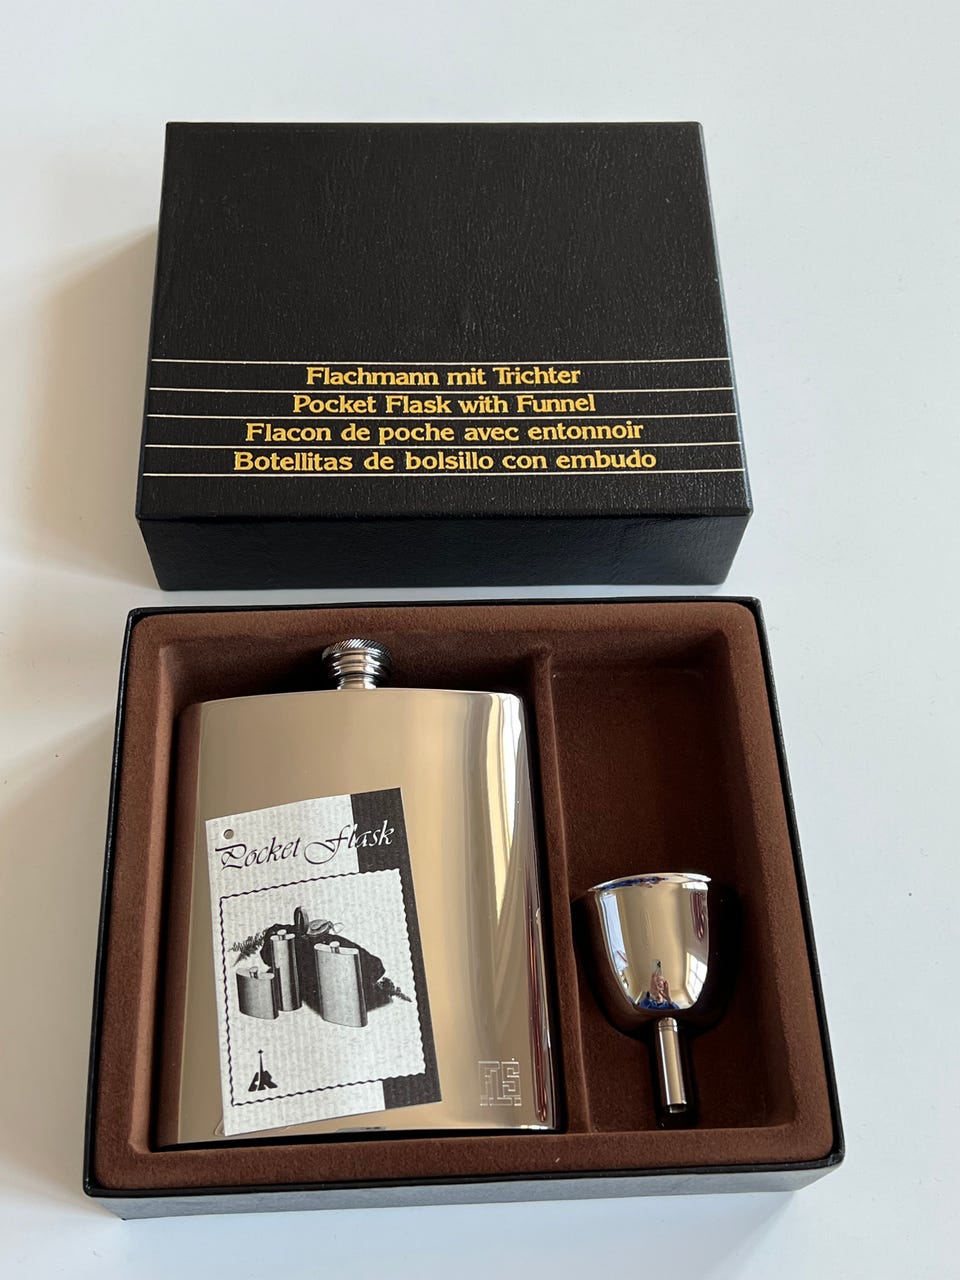 Flachmann mit Trichter
Pocket Flask with Funnel
Flacon de poche avec entonnoir
Botellitas de bolsillo con embudo
Pocket Flask